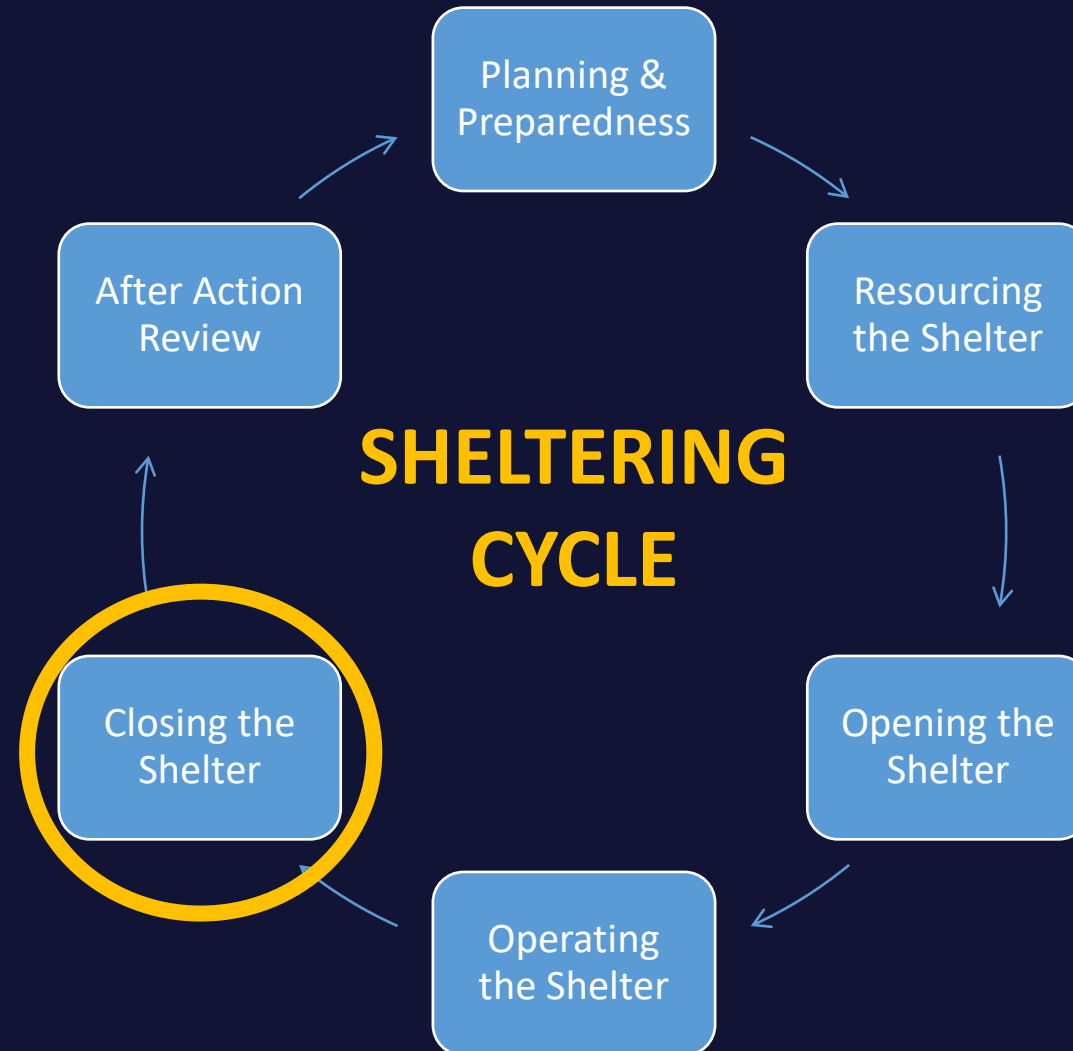 Planning &
Preparedness
Resourcing
the Shelter
Opening the
Shelter
Operating
the Shelter
Closing the
Shelter
After Action
Review
SHELTERING
CYCLE